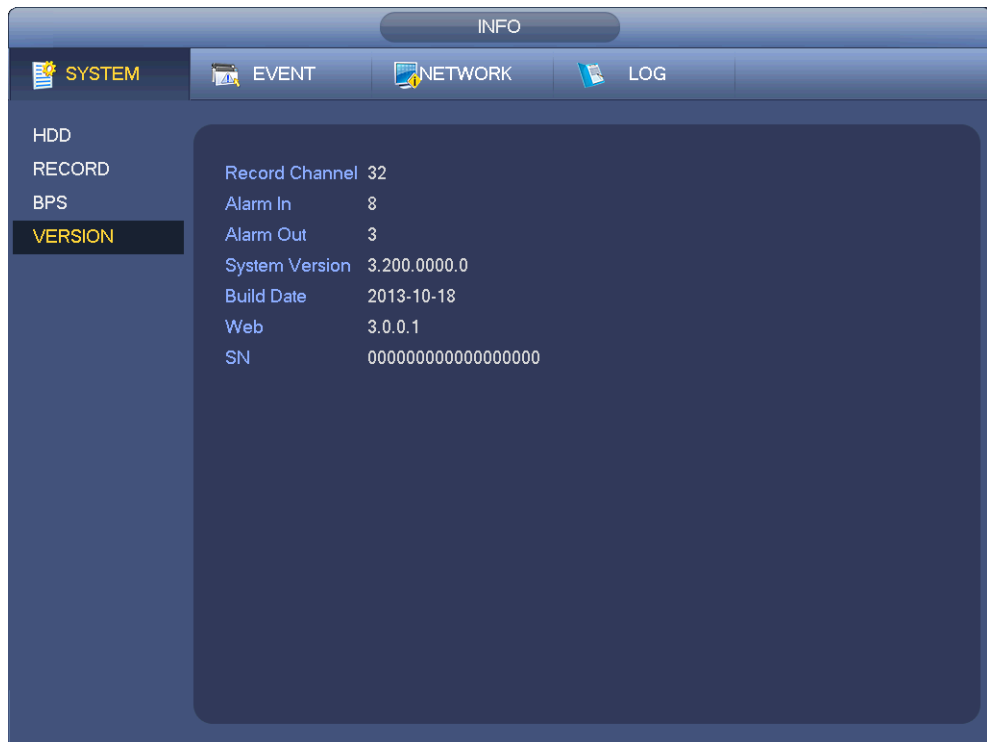 INFO
SYSTEM EVENT NETWORK LOG
HDD
RECORD
BPS
VERSION
Record Channel 32
Alarm In 8
Alarm Out 3
System Version 3.200.0000.0
Build Date 2013-10-18
Web 3.0.0.1
SN 000000000000000000